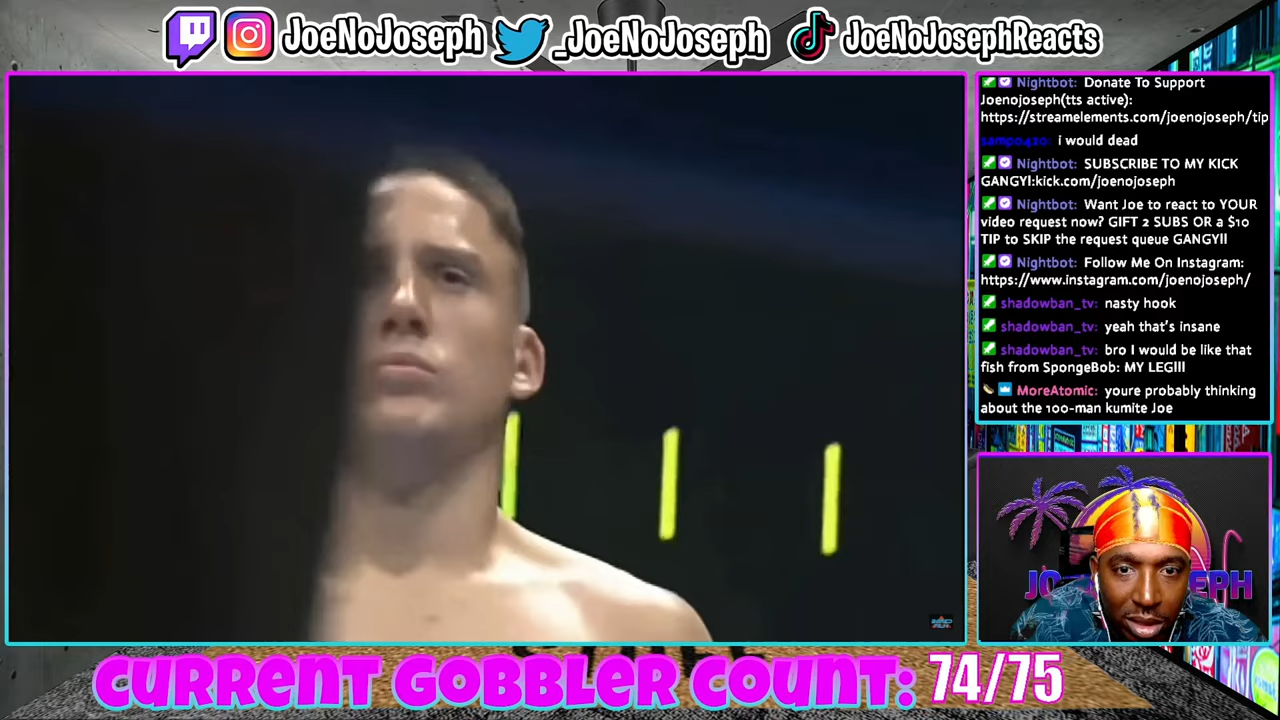 JoeNoJoseph _JoeNoJoseph JoeNoJosephReacts
Nightbot: Donate To Support
Joenojoseph(tts active):
https://streamelements.com/joenojoseph/tip
sampo420: i would dead
Nightbot: SUBSCRIBE TO MY KICK
GANGY!:kick.com/joenojoseph
Nightbot: Want Joe to react to YOUR
video request now? GIFT 2 SUBS OR a $10
TIP to SKIP the request queue GANGY!!
Nightbot: Follow Me On Instagram:
https://www.instagram.com/joenojoseph/
shadowban_tv: nasty hook
shadowban_tv: yeah that's insane
shadowban_tv: bro I would be like that
fish from SpongeBob: MY LEG!!!
MoreAtomic: youre probably thinking
about the 100-man kumite Joe
CURRENT GOBBLER COUNT: 74/75